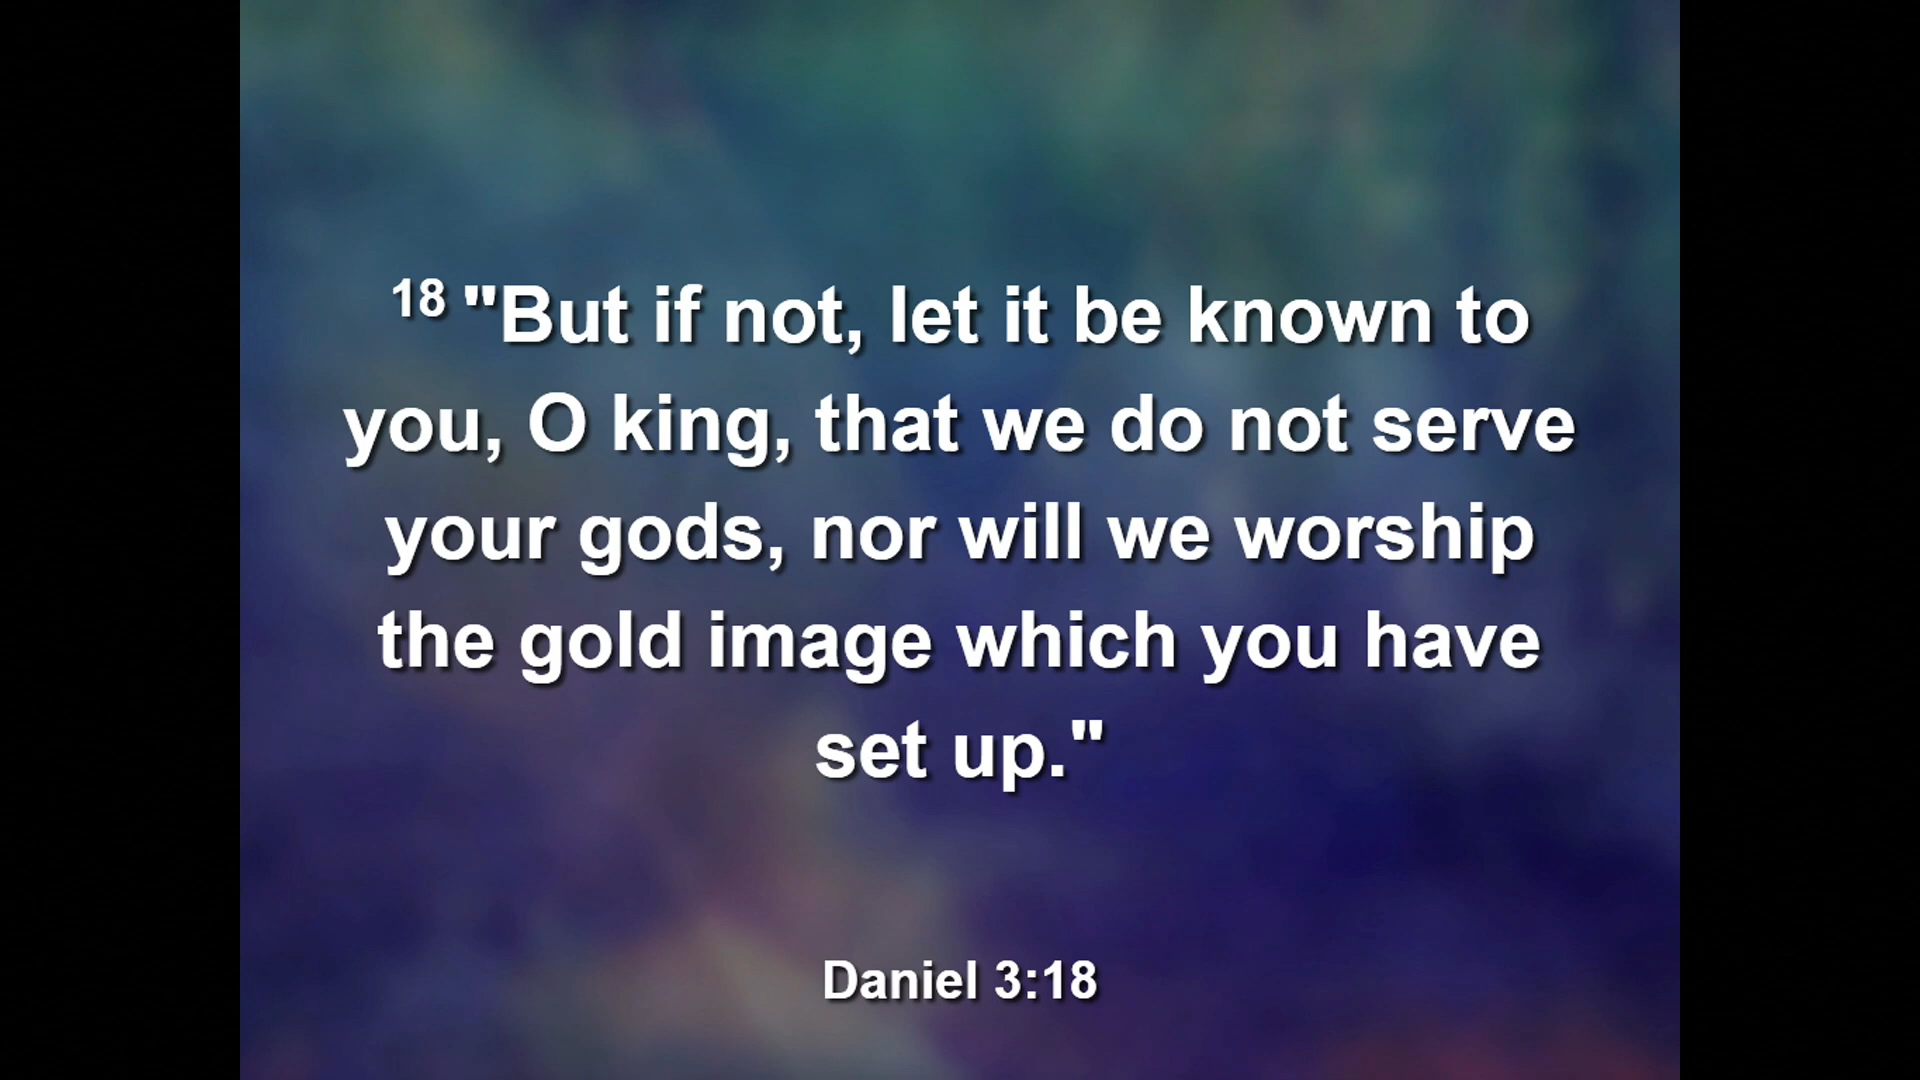 18 "But if not, let it be known to
you, O king, that we do not serve
your gods, nor will we worship
the gold image which you have
set up."
Daniel 3:18